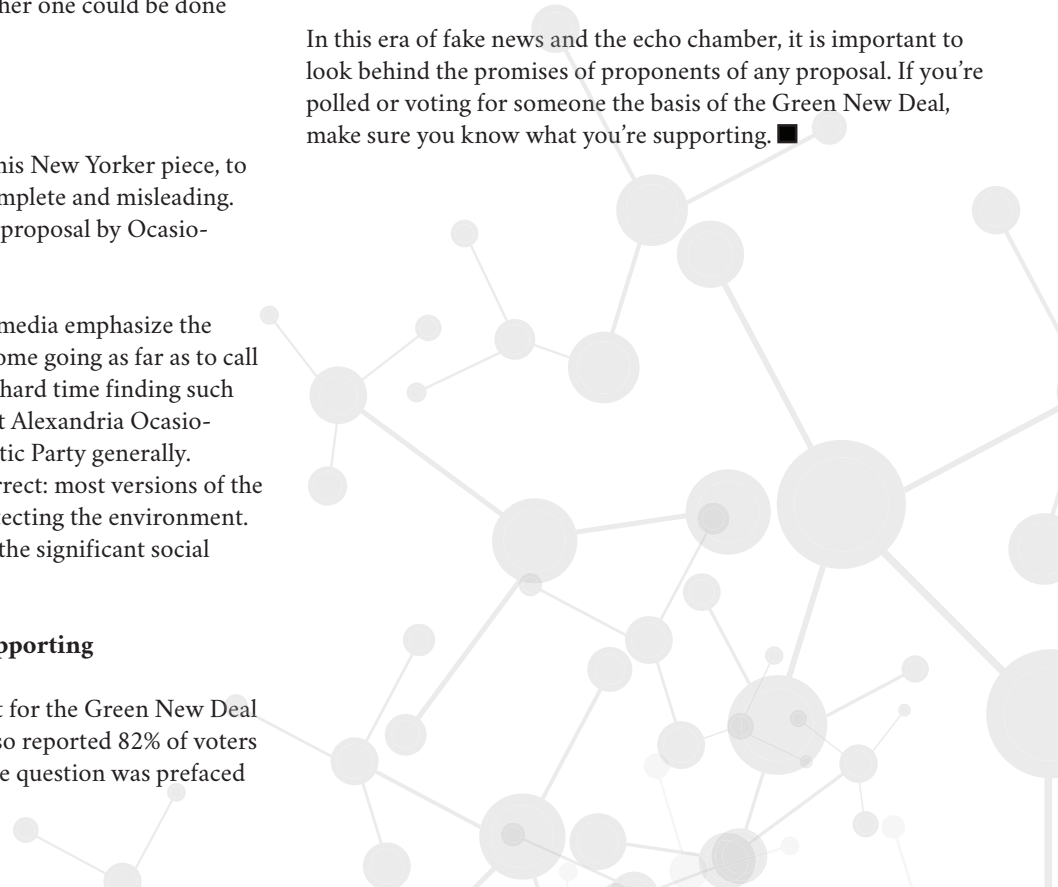 her one could be done
his New Yorker piece, to
mplete and misleading.
proposal by Ocasio-
media emphasize the
ome going as far as to call
hard time finding such
t Alexandria Ocasio-
tic Party generally.
rrect: most versions of the
tecting the environment.
the significant social
pporting
t for the Green New Deal
so reported 82% of voters
e question was prefaced
In this era of fake news and the echo chamber, it is important to
look behind the promises of proponents of any proposal. If you're
polled or voting for someone the basis of the Green New Deal,
make sure you know what you're supporting. ■